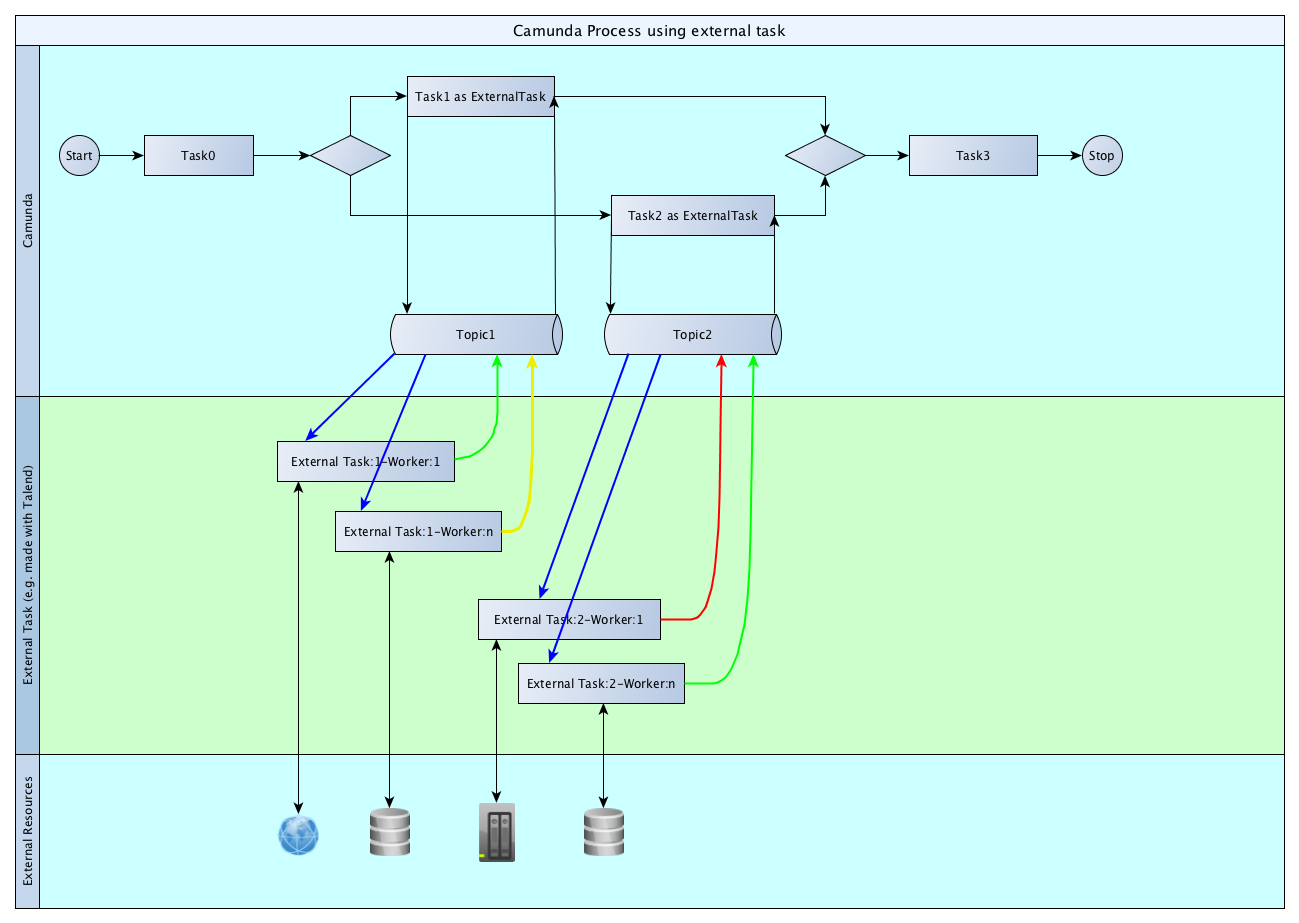 Camunda Process using external task
Camunda
Task1 as ExternalTask
Start
Task0
Task3
Stop
Task2 as ExternalTask
Topic1
Topic2
External Task (e.g. made with Talend)
External Task:1-Worker:1
External Task:1-Worker:n
External Task:2-Worker:1
External Task:2-Worker:n
External Resources